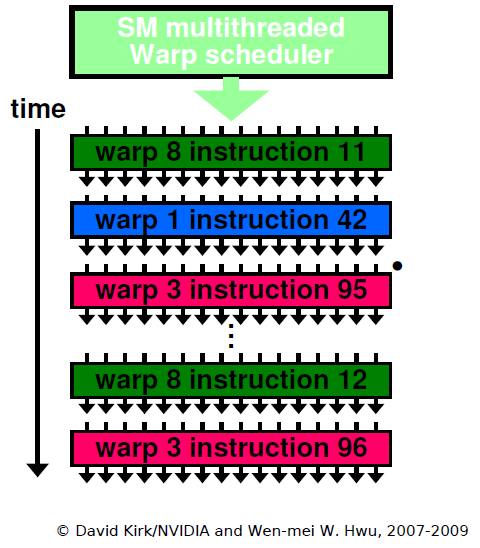 SM multithreaded
Warp scheduler
time
warp 8 instruction 11
warp 1 instruction 42
warp 3 instruction 95
⋮
warp 8 instruction 12
warp 3 instruction 96
© David Kirk/NVIDIA and Wen-mei W. Hwu, 2007-2009